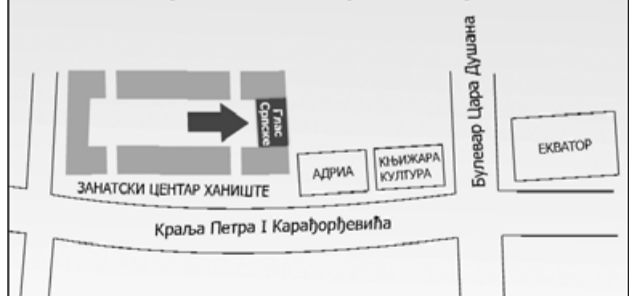 Булевар Цара Душана
Глас
Српске
ЕКВАТОР
АДРИА
КЊИЖАРА
КУЛТУРА
ЗАНАТСКИ ЦЕНТАР ХАНИШТЕ
Краља Петра I Карађорђевића